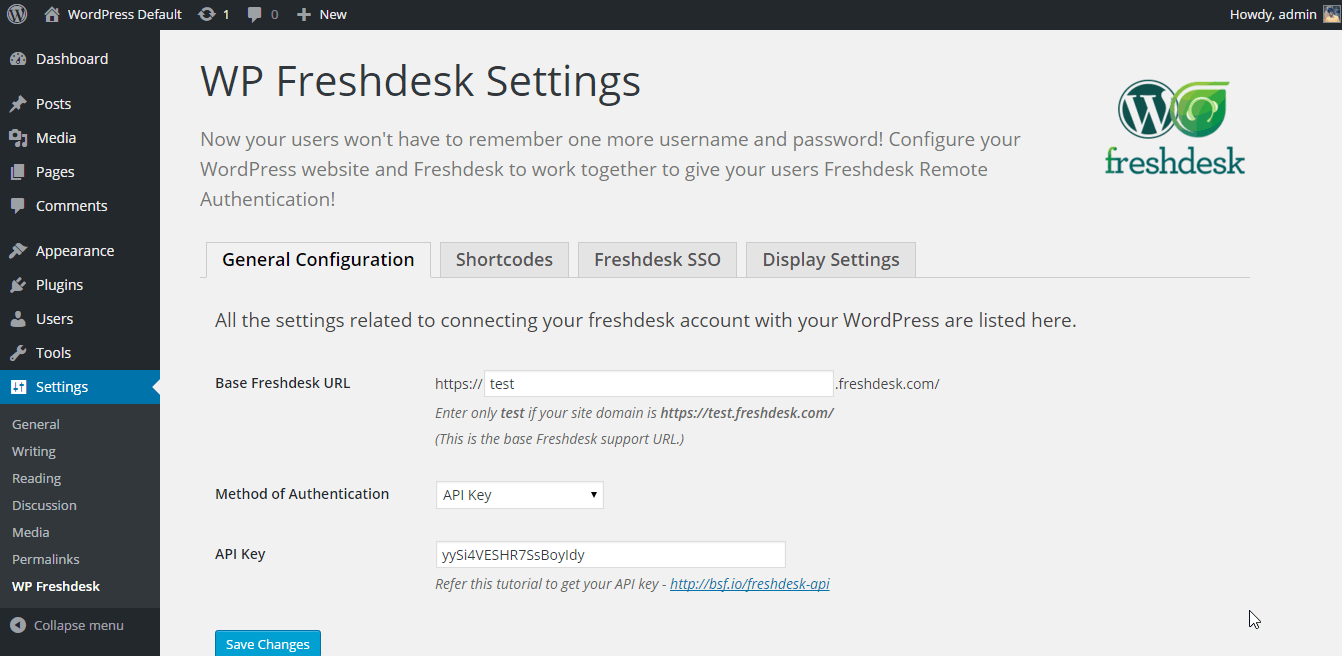 WordPress Default 1 0 New Howdy, admin
Dashboard
Posts
Media
Pages
Comments
Appearance
Plugins
Users
Tools
Settings
General
Writing
Reading
Discussion
Media
Permalinks
WP Freshdesk
Collapse menu
WP Freshdesk Settings
Now your users won't have to remember one more username and password! Configure your
WordPress website and Freshdesk to work together to give your users Freshdesk Remote
Authentication!
W
freshdesk
General Configuration Shortcodes Freshdesk SSO Display Settings
All the settings related to connecting your freshdesk account with your WordPress are listed here.
Base Freshdesk URL https:// test .freshdesk.com/
Enter only test if your site domain is https://test.freshdesk.com/
(This is the base Freshdesk support URL.)
Method of Authentication API Key
API Key yySi4VESHR7SsBoyIdy
Refer this tutorial to get your API key - http://bsf.io/freshdesk-api
Save Changes